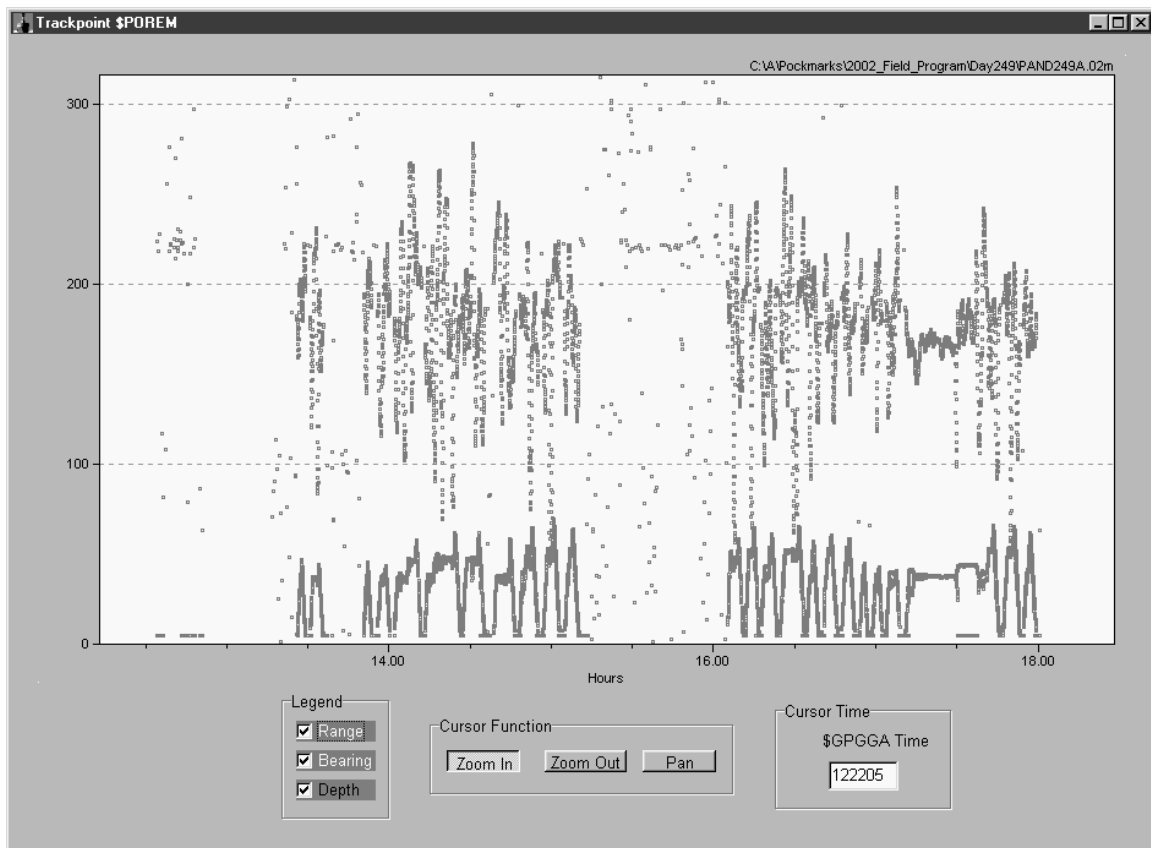 Trackpoint $POREM
C:\A\Pockmarks\2002_Field_Program\Day249\PAND249A.02m
300
200
100
0
14.00
16.00
18.00
Hours
Legend
Range
Bearing
Depth
Cursor Function
Zoom In
Zoom Out
Pan
Cursor Time
$GPGGA Time
122205